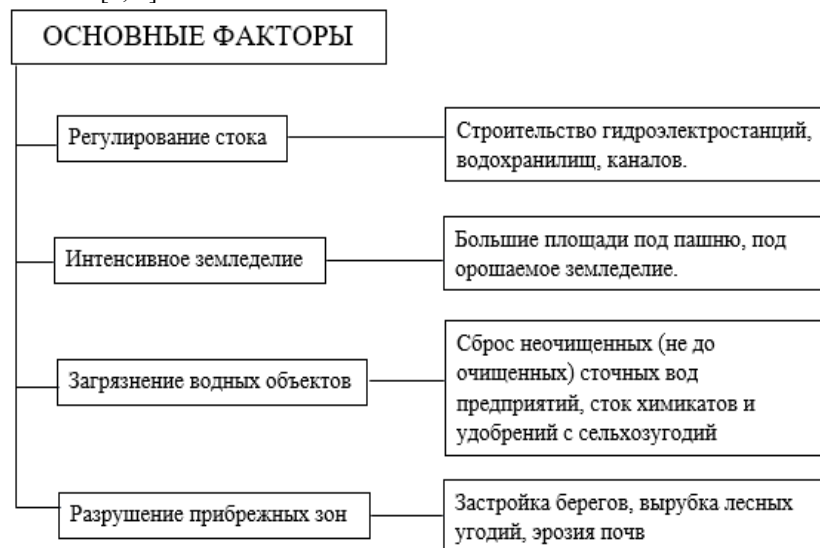 ОСНОВНЫЕ ФАКТОРЫ
Регулирование стока
Строительство гидроэлектростанций,
водохранилищ, каналов.
Интенсивное земледелие
Большие площади под пашню, под
орошаемое земледелие.
Загрязнение водных объектов
Сброс неочищенных (не до
очищенных) сточных вод
предприятий, сток химикатов и
удобрений с сельхозугодий
Разрушение прибрежных зон
Застройка берегов, вырубка лесных
угодий, эрозия почв